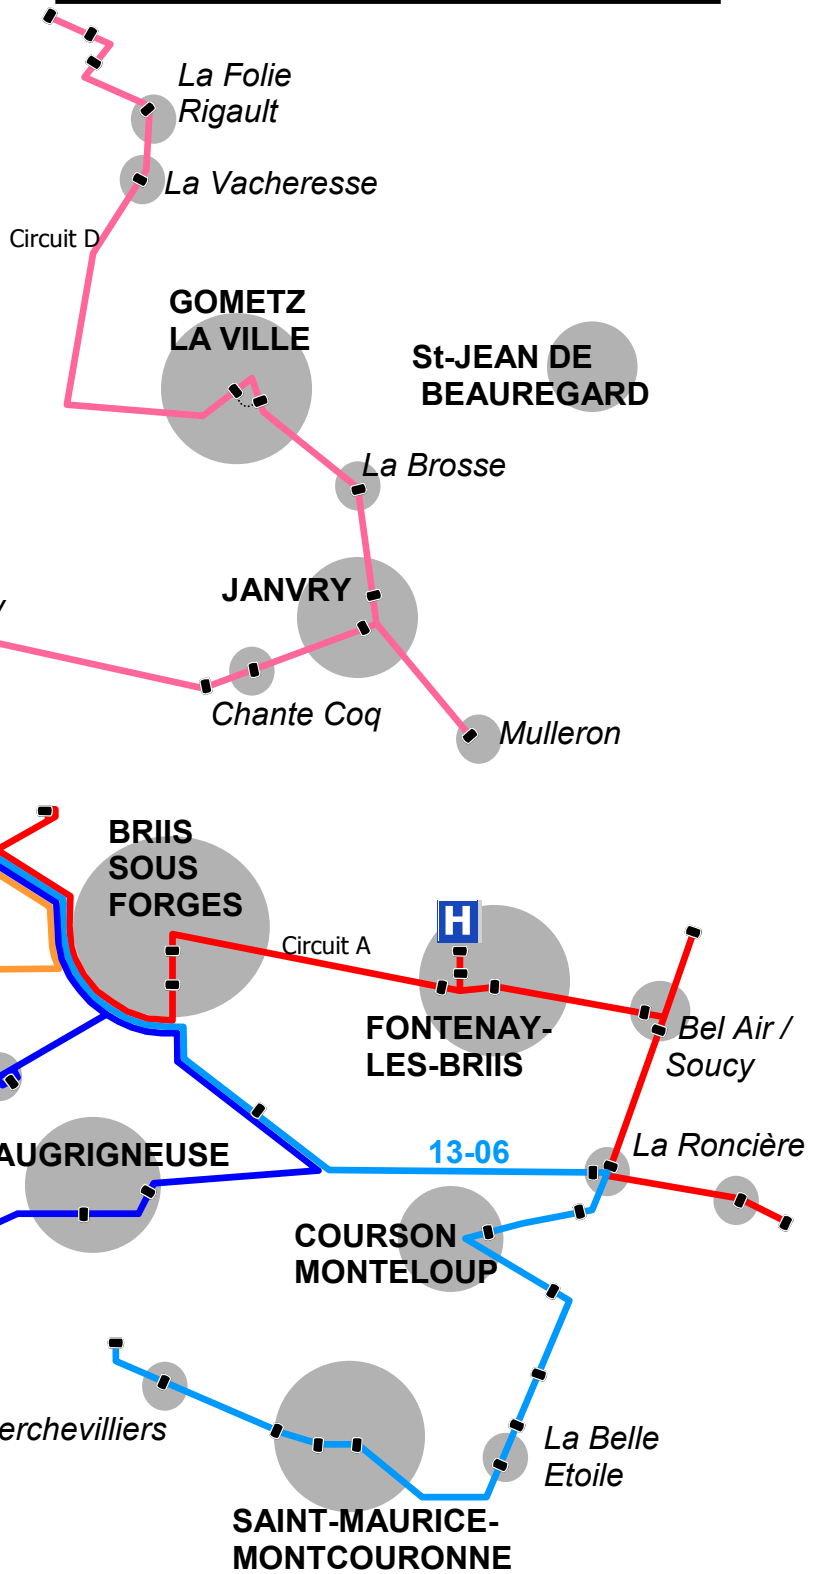 La Folie
Rigault
La Vacheresse
Circuit D
GOMETZ
LA VILLE
St-JEAN DE
BEAUREGARD
La Brosse
JANVRY
Chante Coq
Mulleron
BRIIS
SOUS
FORGES
H
Circuit A
FONTENAY-
LES-BRIIS
Bel Air /
Soucy
13-06
La Roncière
AUGRIGNEUSE
COURSON
MONTELOUP
erchevilliers
La Belle
Etoile
SAINT-MAURICE-
MONTCOURONNE